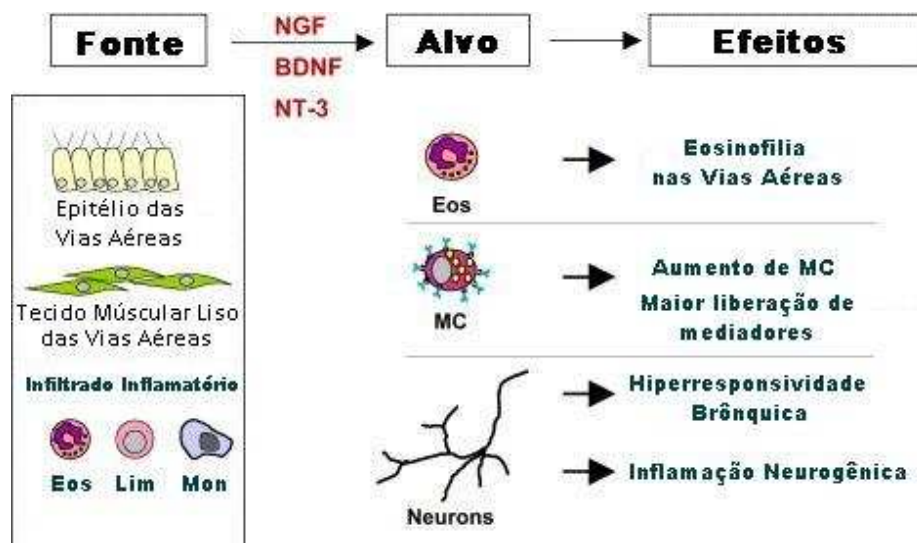 Fonte
NGF
BDNF
NT-3
Alvo
Efeitos
Epitélio das
Vias Aéreas
Tecido Múscular Liso
das Vias Aéreas
Infiltrado Inflamatório
Eos Lim Mon
Eos
Eosinofilia
nas Vias Aéreas
MC
Aumento de MC
Maior liberação de
mediadores
Neurons
Hiperresponsividade
Brônquica
Inflamação Neurogênica